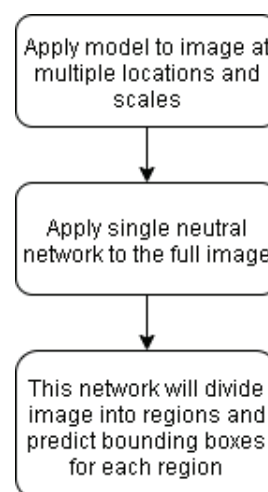 Apply model to image at
multiple locations and
scales
Apply single neutral
network to the full image
This network will divide
image into regions and
predict bounding boxes
for each region